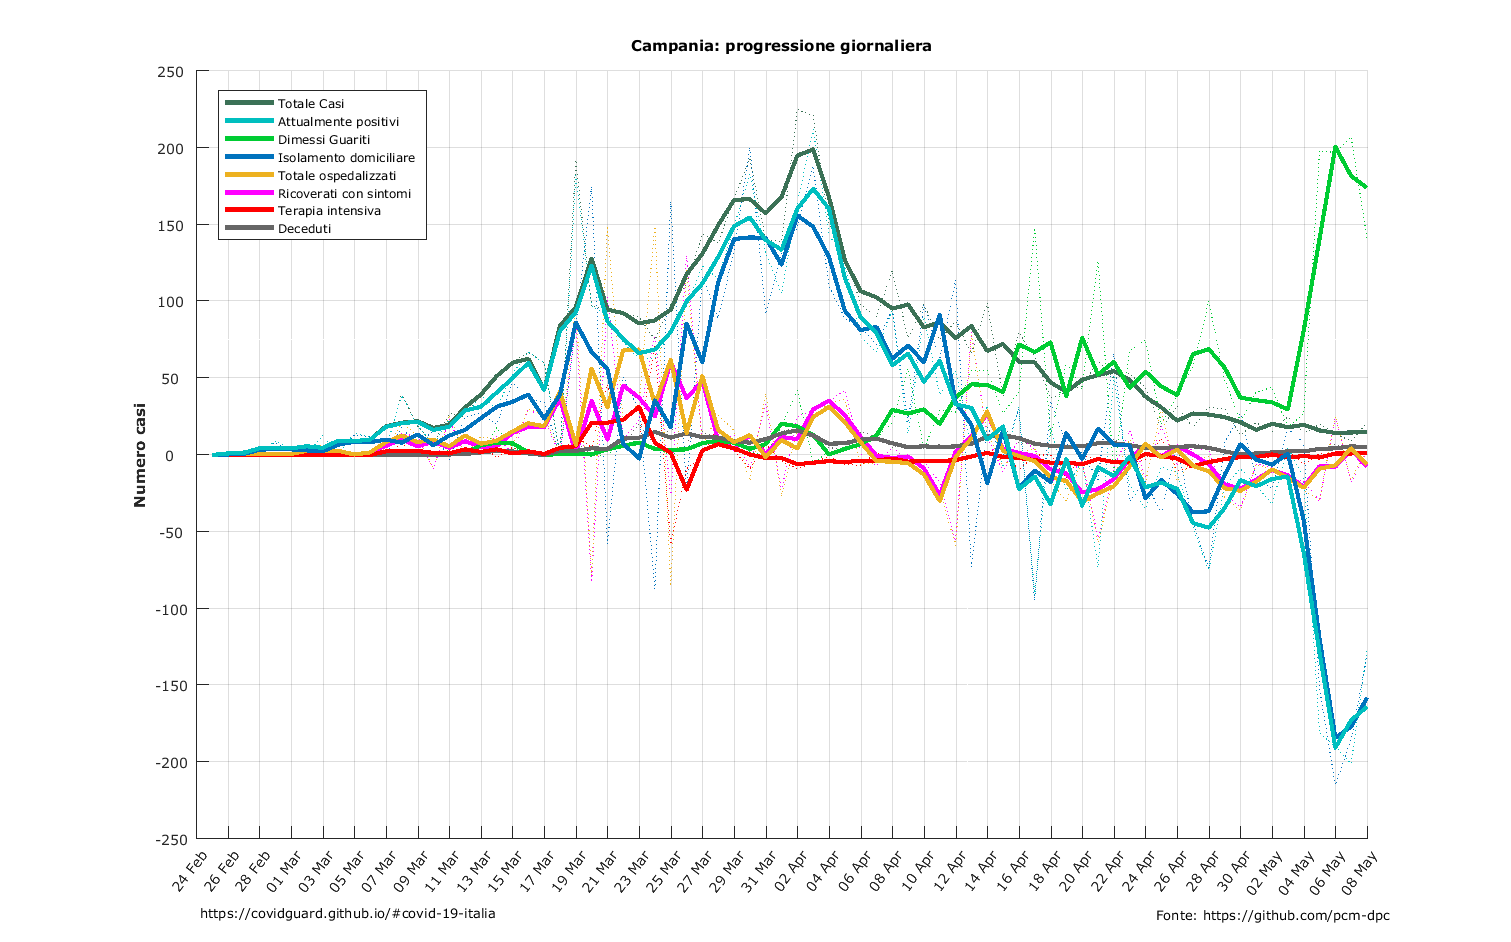 Campania: progressione giornaliera
Numero casi
250
200
150
100
50
0
-50
-100
-150
-200
-250
Totale Casi
Attualmente positivi
Dimessi Guariti
Isolamento domiciliare
Totale ospedalizzati
Ricoverati con sintomi
Terapia intensiva
Deceduti
24 Feb
26 Feb
28 Feb
01 Mar
03 Mar
05 Mar
07 Mar
09 Mar
11 Mar
13 Mar
15 Mar
17 Mar
19 Mar
21 Mar
23 Mar
25 Mar
27 Mar
29 Mar
31 Mar
02 Apr
04 Apr
06 Apr
08 Apr
10 Apr
12 Apr
14 Apr
16 Apr
18 Apr
20 Apr
22 Apr
24 Apr
26 Apr
28 Apr
30 Apr
02 May
04 May
06 May
08 May
https://covidguard.github.io/#covid-19-italia
Fonte: https://github.com/pcm-dpc